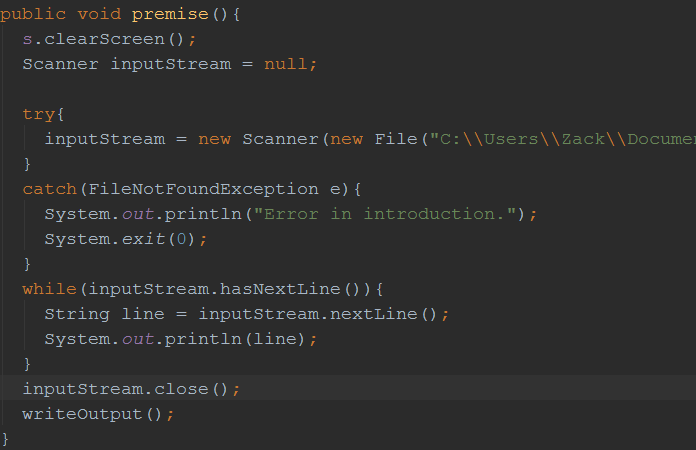 public void premise(){
s.clearScreen();
Scanner inputStream = null;
try{
inputStream = new Scanner(new File("C:\\Users\\Zack\\Documen
}
catch(FileNotFoundException e){
System.out.println("Error in introduction.");
System.exit(0);
}
while(inputStream.hasNextLine()){
String line = inputStream.nextLine();
System.out.println(line);
}
inputStream.close();
writeOutput();
}